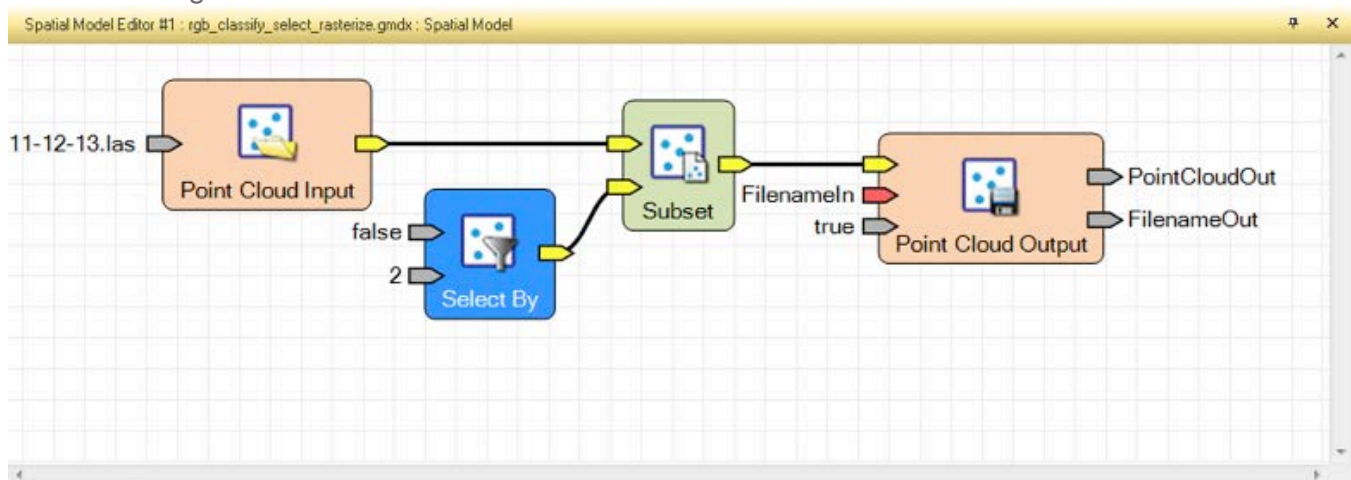 Spatial Model Editor #1 : rgb_classify_select_rasterize.gmdx : Spatial Model
11-12-13.las
Point Cloud Input
false
2
Select By
Subset
FilenameIn
true
Point Cloud Output
PointCloudOut
FilenameOut